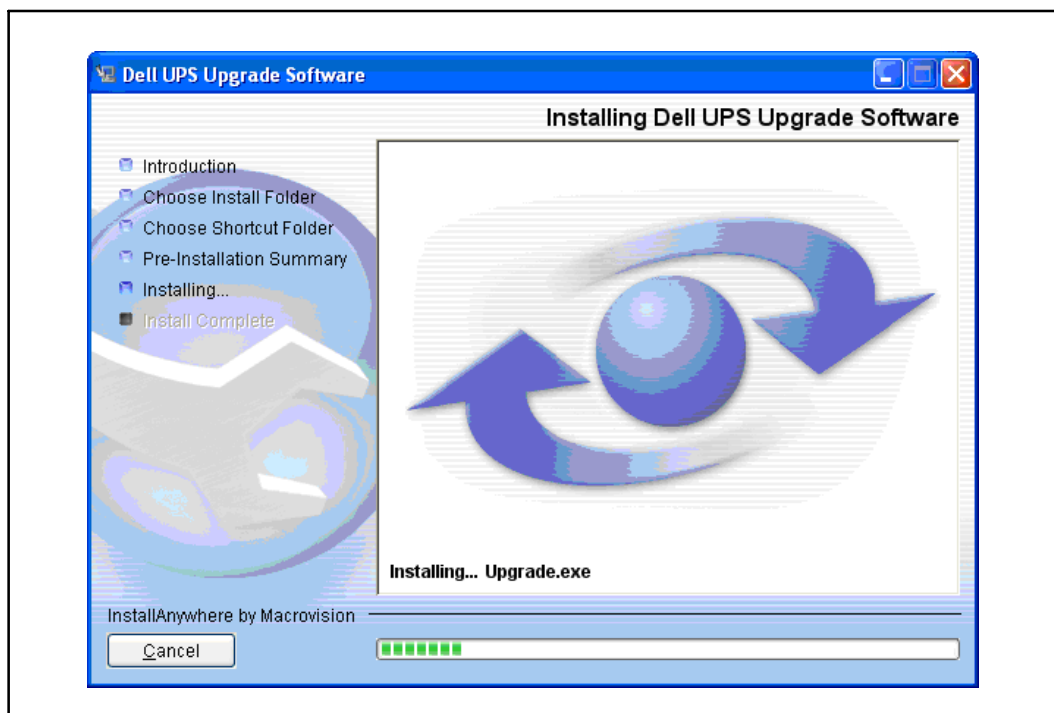 Dell UPS Upgrade Software
Installing Dell UPS Upgrade Software
Introduction
Choose Install Folder
Choose Shortcut Folder
Pre-Installation Summary
Installing...
Install Complete
Installing... Upgrade.exe
InstallAnywhere by Macrovision
Cancel